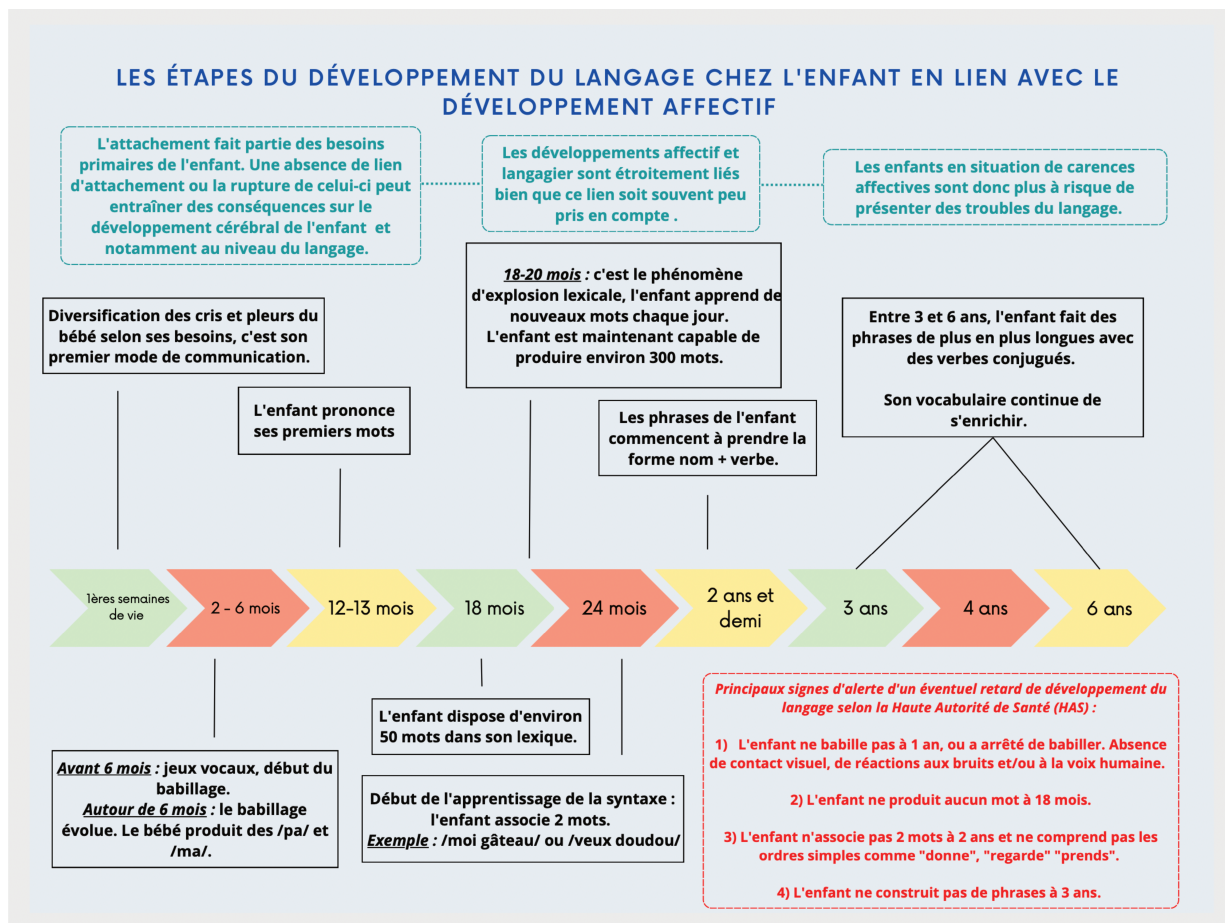 LES ÉTAPES DU DÉVELOPPEMENT DU LANGAGE CHEZ L'ENFANT EN LIEN AVEC LE
DÉVELOPPEMENT AFFECTIF
L'attachement fait partie des besoins
primaires de l'enfant. Une absence de lien
d'attachement ou la rupture de celui-ci peut
entraîner des conséquences sur le
développement cérébral de l'enfant et
notamment au niveau du langage.
Les développements affectif et
langagier sont étroitement liés
bien que ce lien soit souvent peu
pris en compte .
Les enfants en situation de carences
affectives sont donc plus à risque de
présenter des troubles du langage.
Diversification des cris et pleurs du
bébé selon ses besoins, c'est son
premier mode de communication.
L'enfant prononce
ses premiers mots
18-20 mois : c'est le phénomène
d'explosion lexicale, l'enfant apprend de
nouveaux mots chaque jour.
L'enfant est maintenant capable de
produire environ 300 mots.
Les phrases de l'enfant
commencent à prendre la
forme nom + verbe.
Entre 3 et 6 ans, l'enfant fait des
phrases de plus en plus longues avec
des verbes conjugués.
Son vocabulaire continue de
s'enrichir.
1ères semaines
de vie
2 - 6 mois
12-13 mois
18 mois
24 mois
2 ans et
demi
3 ans
4 ans
6 ans
Avant 6 mois : jeux vocaux, début du
babillage.
Autour de 6 mois : le babillage
évolue. Le bébé produit des /pa/ et
/ma/.
L'enfant dispose d'environ
50 mots dans son lexique.
Début de l'apprentissage de la syntaxe :
l'enfant associe 2 mots.
Exemple : /moi gâteau/ ou /veux doudou/
Principaux signes d'alerte d'un éventuel retard de développement du
langage selon la Haute Autorité de Santé (HAS) :
1) L'enfant ne babille pas à 1 an, ou a arrêté de babiller. Absence
de contact visuel, de réactions aux bruits et/ou à la voix humaine.
2) L'enfant ne produit aucun mot à 18 mois.
3) L'enfant n'associe pas 2 mots à 2 ans et ne comprend pas les
ordres simples comme "donne", "regarde" "prends".
4) L'enfant ne construit pas de phrases à 3 ans.